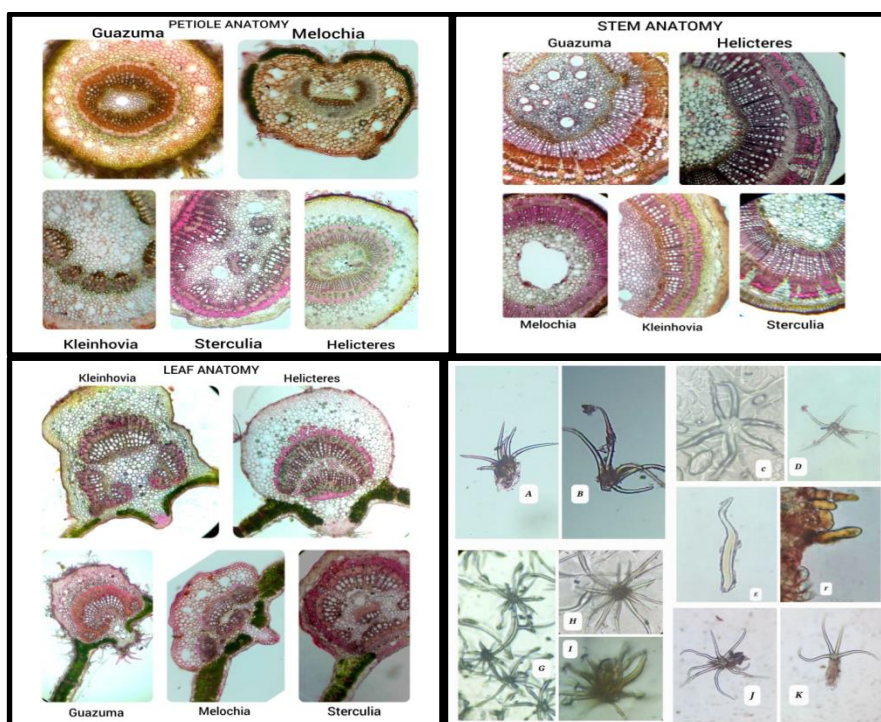 PETIOLE ANATOMY
Guazuma Melochia
Kleinhovia Sterculia Helicteres
STEM ANATOMY
Guazuma Helicteres
Melochia Kleinhovia Sterculia
LEAF ANATOMY
Kleinhovia Helicteres
Guazuma Melochia Sterculia
A B c D
H
I
G J K